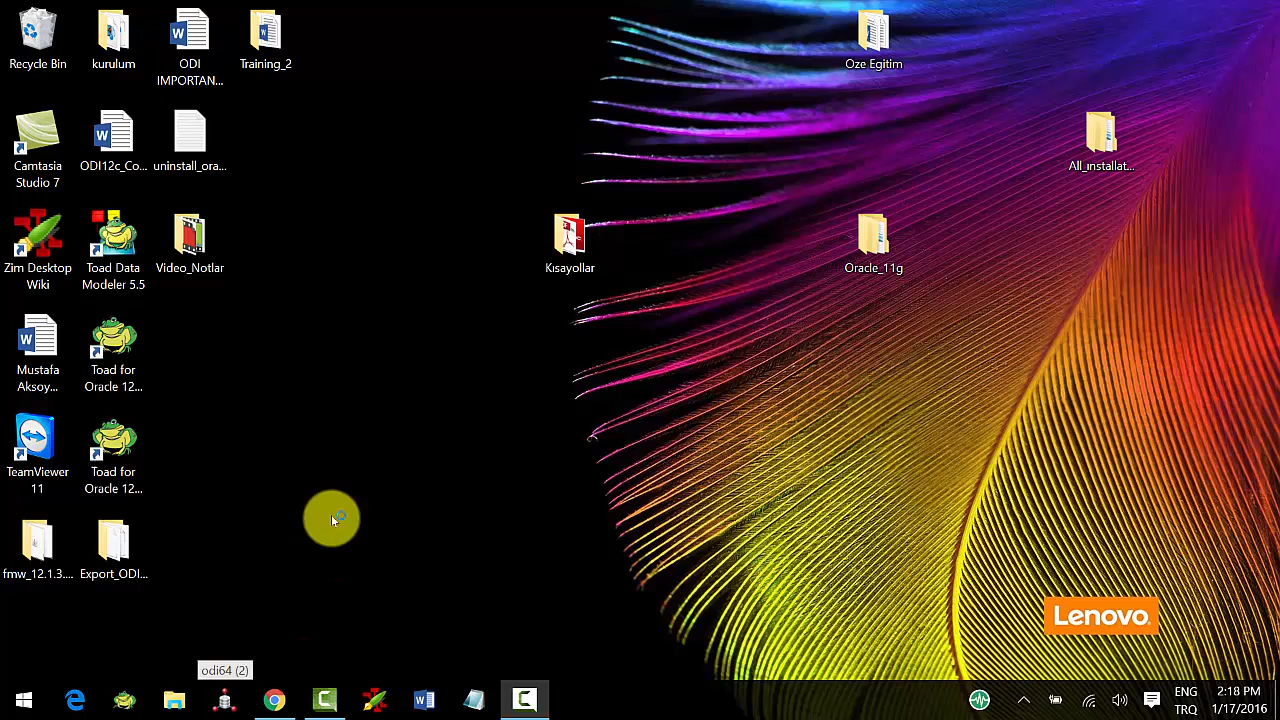 Recycle Bin
kurulum
ODI
IMPORTAN...
Training_2
Oze Egitim
Camtasia
Studio 7
ODI12c_Co...
uninstall_ora...
All_ınstallat...
Zim Desktop
Wiki
Toad Data
Modeler 5.5
Video_Notlar
Kısayollar
Oracle_11g
Mustafa
Aksoy...
Toad for
Oracle 12...
TeamViewer
11
Toad for
Oracle 12...
fmw_12.1.3....
Export_ODI...
Lenovo
odi64 (2)
ENG
TRQ
2:18 PM
1/17/2016